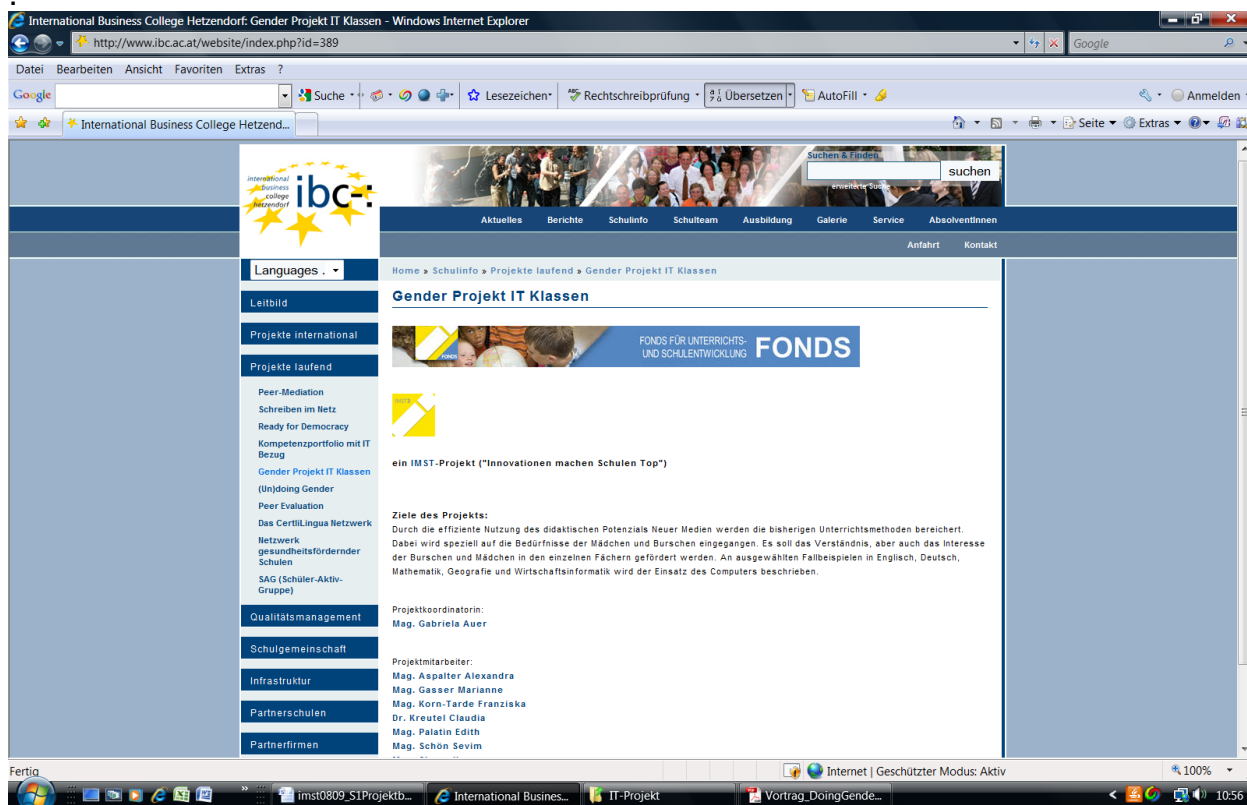 :
International Business College Hetzendorf: Gender Projekt IT Klassen - Windows Internet Explorer
http://www.ibc.ac.at/website/index.php?id=389
Google
Datei Bearbeiten Ansicht Favoriten Extras ?
Google Suche Lesezeichen Rechtschreibprüfung Übersetzen AutoFill Anmelden
International Business College Hetzend... Seite Extras
international business college hetzendorf
ibc-:
Suchen & Finden
suchen
erweiterte Suche
Aktuelles Berichte Schulinfo Schulteam Ausbildung Galerie Service AbsolventInnen
Anfahrt Kontakt
Languages .
Home » Schulinfo » Projekte laufend » Gender Projekt IT Klassen
Leitbild
Projekte international
Projekte laufend
Peer-Mediation
Schreiben im Netz
Ready for Democracy
Kompetenzportfolio mit IT
Bezug
Gender Projekt IT Klassen
(Un)doing Gender
Peer Evaluation
Das CertiLingua Netzwerk
Netzwerk
gesundheitsfördernder
Schulen
SAG (Schüler-Aktiv-
Gruppe)
Qualitätsmanagement
Schulgemeinschaft
Infrastruktur
Partnerschulen
Partnerfirmen
Gender Projekt IT Klassen
FONDS
FONDS FÜR UNTERRICHTS-
UND SCHULENTWICKLUNG FONDS
ein IMST-Projekt ("Innovationen machen Schulen Top")
Ziele des Projekts:
Durch die effiziente Nutzung des didaktischen Potenzials Neuer Medien werden die bisherigen Unterrichtsmethoden bereichert.
Dabei wird speziell auf die Bedürfnisse der Mädchen und Burschen eingegangen. Es soll das Verständnis, aber auch das Interesse
der Burschen und Mädchen in den einzelnen Fächern gefördert werden. An ausgewählten Fallbeispielen in Englisch, Deutsch,
Mathematik, Geografie und Wirtschaftsinformatik wird der Einsatz des Computers beschrieben.
Projektkoordinatorin:
Mag. Gabriela Auer
Projektmitarbeiter:
Mag. Aspalter Alexandra
Mag. Gasser Marianne
Mag. Korn-Tarde Franziska
Dr. Kreutel Claudia
Mag. Palatin Edith
Mag. Schön Sevim
Fertig Internet | Geschützter Modus: Aktiv 100%
imst0809_S1Projektb... International Busines... IT-Projekt Vortrag_DoingGende... 10:56